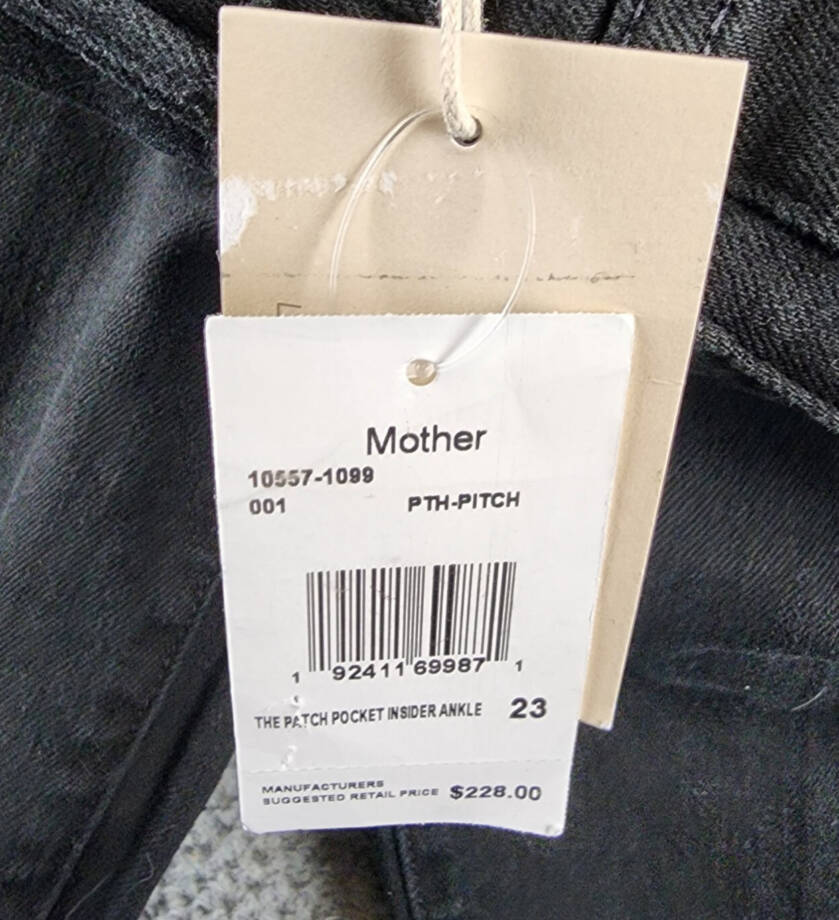 Mother
10557-1099
001 PTH-PITCH
1 92411 69987 1
THE PATCH POCKET INSIDER ANKLE 23
MANUFACTURERS
SUGGESTED RETAIL PRICE $228.00